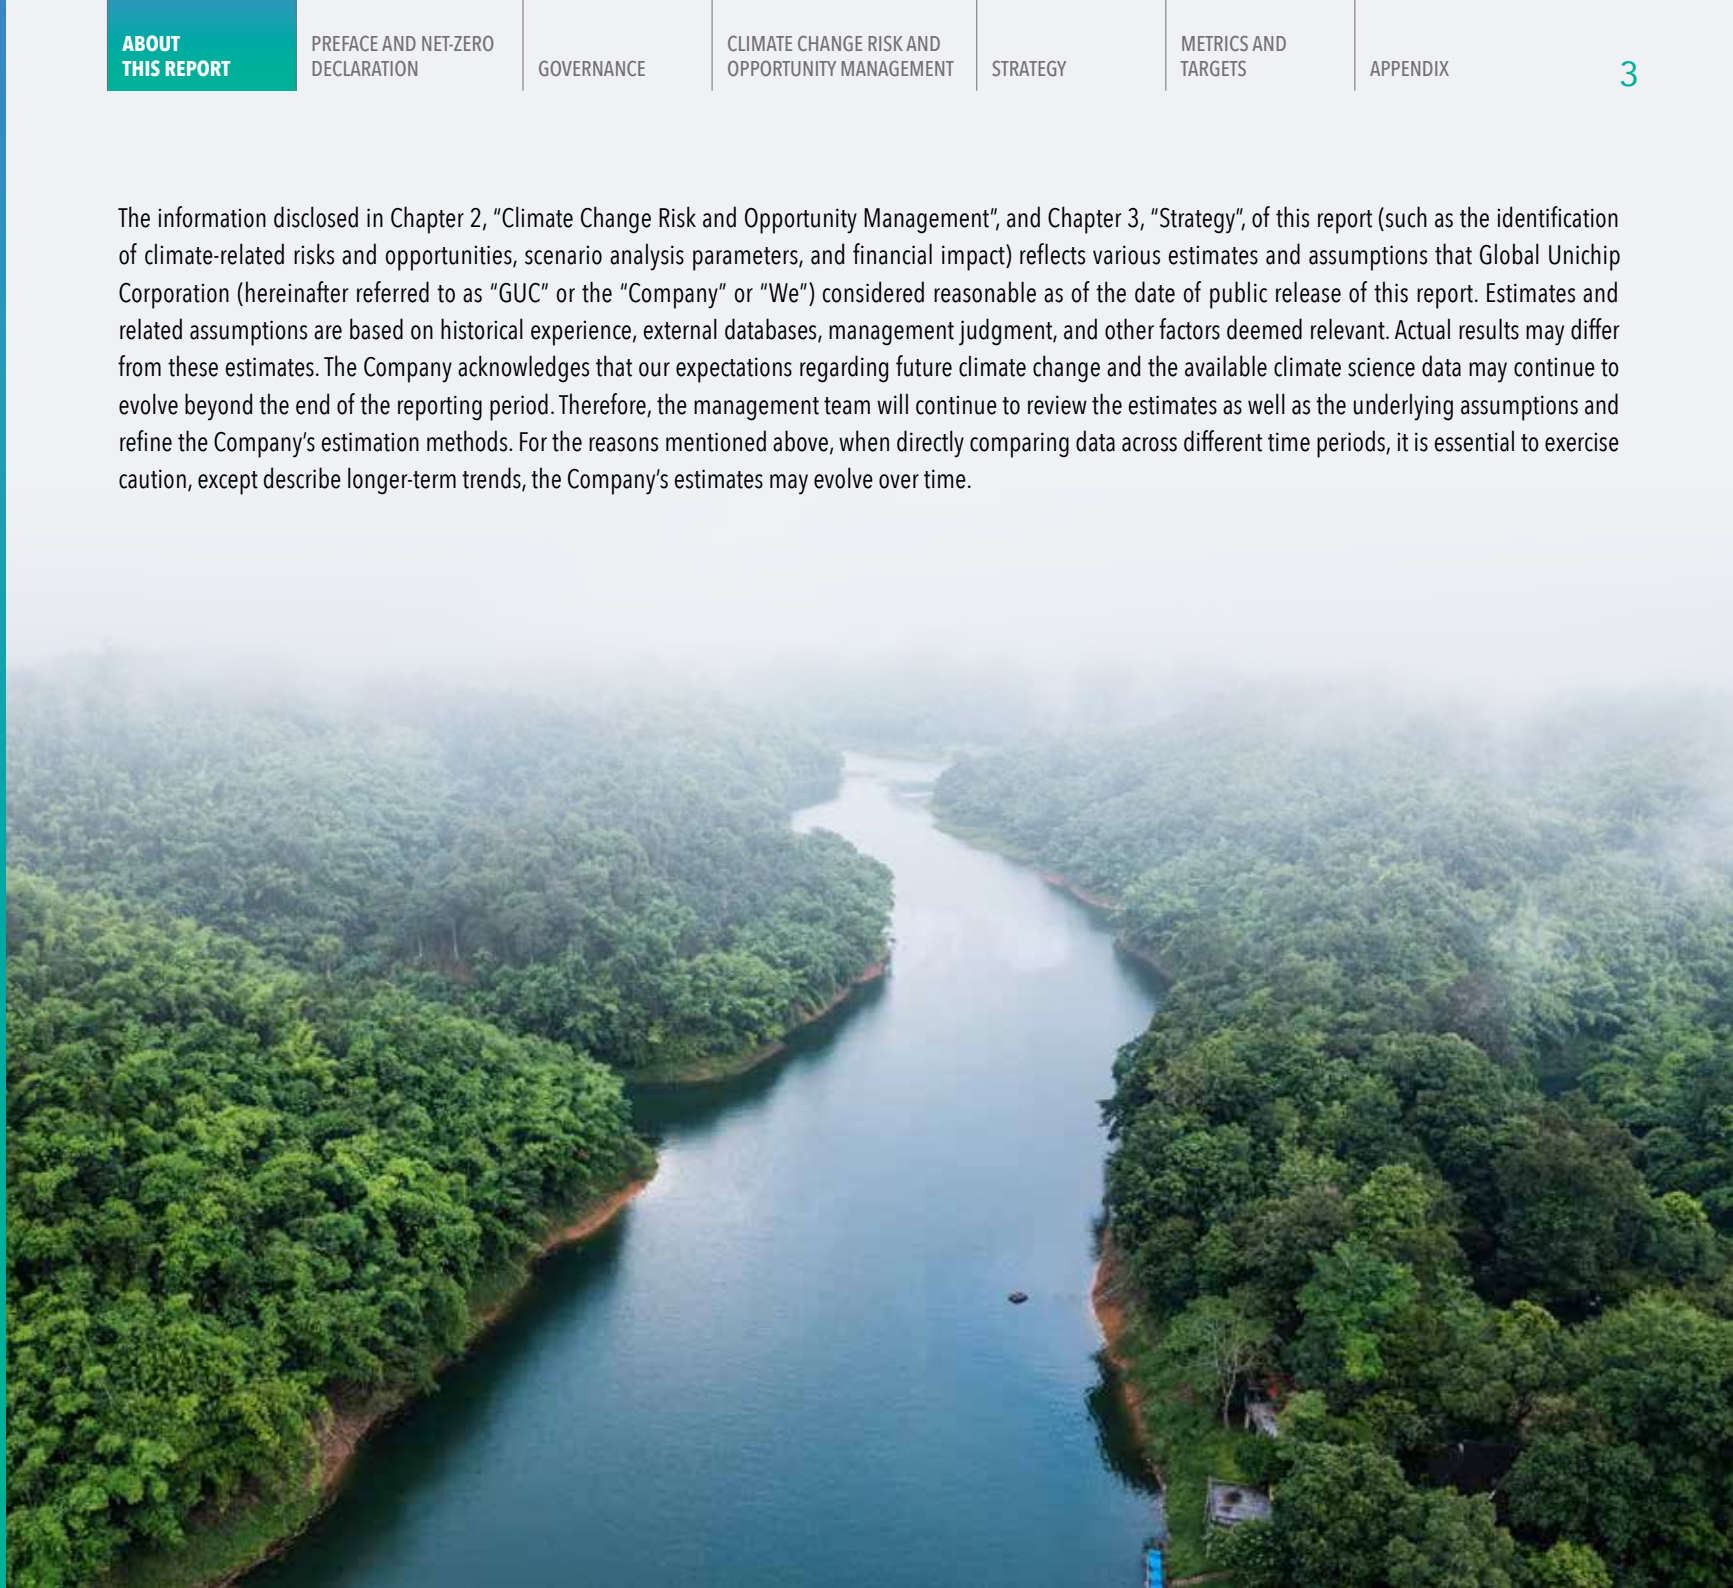 ABOUT
THIS REPORT
PREFACE AND NET-ZERO
DECLARATION
GOVERNANCE
CLIMATE CHANGE RISK AND
OPPORTUNITY MANAGEMENT
STRATEGY
METRICS AND
TARGETS
APPENDIX
3
The information disclosed in Chapter 2, “Climate Change Risk and Opportunity Management”, and Chapter 3, “Strategy”, of this report (such as the identification
of climate-related risks and opportunities, scenario analysis parameters, and financial impact) reflects various estimates and assumptions that Global Unichip
Corporation (hereinafter referred to as “GUC” or the “Company” or “We”) considered reasonable as of the date of public release of this report. Estimates and
related assumptions are based on historical experience, external databases, management judgment, and other factors deemed relevant. Actual results may differ
from these estimates. The Company acknowledges that our expectations regarding future climate change and the available climate science data may continue to
evolve beyond the end of the reporting period. Therefore, the management team will continue to review the estimates as well as the underlying assumptions and
refine the Company’s estimation methods. For the reasons mentioned above, when directly comparing data across different time periods, it is essential to exercise
caution, except describe longer-term trends, the Company’s estimates may evolve over time.